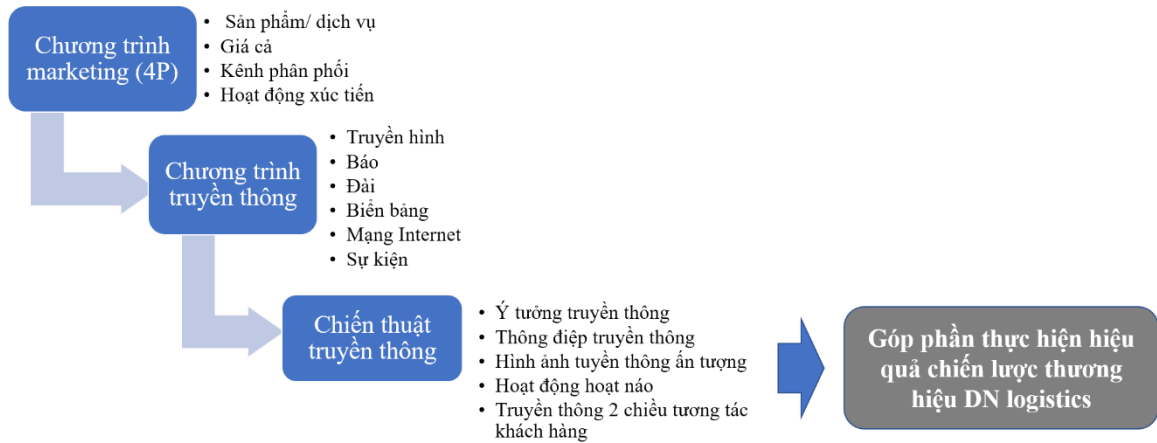 Chương trình
marketing (4P)
• Sản phẩm/ dịch vụ
• Giá cả
• Kênh phân phối
• Hoạt động xúc tiến
Chương trình
truyền thông
• Truyền hình
• Báo
• Đài
• Biển bảng
• Mạng Internet
• Sự kiện
Chiến thuật
truyền thông
• Ý tưởng truyền thông
• Thông điệp truyền thông
• Hình ảnh tuyền thông ấn tượng
• Hoạt động hoạt náo
• Truyền thông 2 chiều tương tác
khách hàng
Góp phần thực hiện hiệu
quả chiến lược thương
hiệu DN logistics